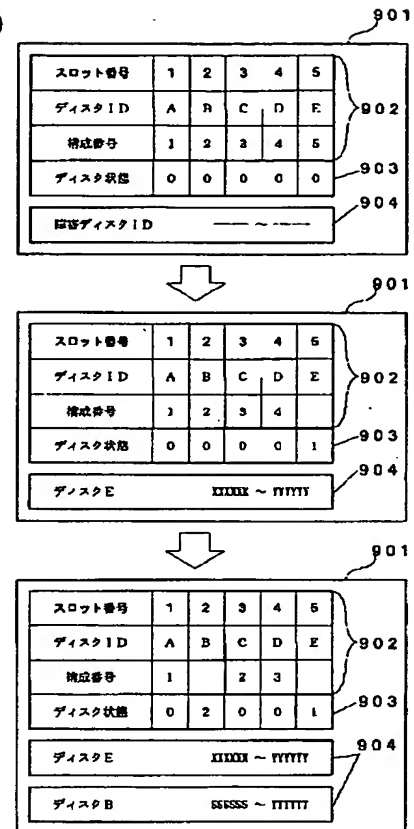 901
スロット番号 1 2 3 4 5
ディスクID A B C D E
構成番号 1 2 3 4 5
ディスク状態 0 0 0 0 0
902
903
904
障害ディスクID ―― ~ ――
901
スロット番号 1 2 3 4 5
ディスクID A B C D E
構成番号 1 2 3 4
ディスク状態 0 0 0 0 1
902
903
904
ディスクE XXXXXX ~ YYYYYY
901
スロット番号 1 2 3 4 5
ディスクID A B C D E
構成番号 1 2 3
ディスク状態 0 2 0 0 1
902
903
904
ディスクE XXXXXX ~ YYYYYY
ディスクB SSSSSS ~ TTTTTT